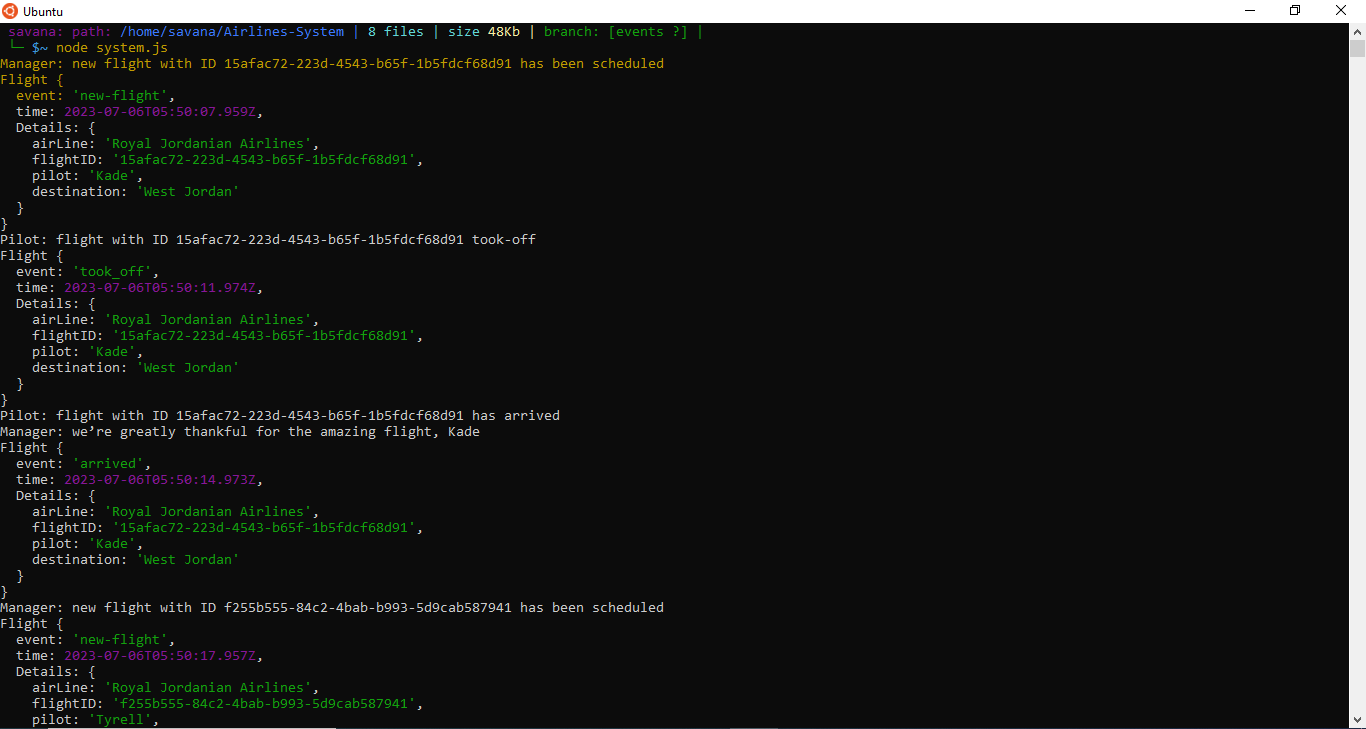 Ubuntu
savana: path: /home/savana/Airlines-System | 8 files | size 48Kb | branch: [events ?] |
└─ $~ node system.js
Manager: new flight with ID 15afac72-223d-4543-b65f-1b5fdcf68d91 has been scheduled
Flight {
  event: 'new-flight',
  time: 2023-07-06T05:50:07.959Z,
  Details: {
    airLine: 'Royal Jordanian Airlines',
    flightID: '15afac72-223d-4543-b65f-1b5fdcf68d91',
    pilot: 'Kade',
    destination: 'West Jordan'
  }
}
Pilot: flight with ID 15afac72-223d-4543-b65f-1b5fdcf68d91 took-off
Flight {
  event: 'took_off',
  time: 2023-07-06T05:50:11.974Z,
  Details: {
    airLine: 'Royal Jordanian Airlines',
    flightID: '15afac72-223d-4543-b65f-1b5fdcf68d91',
    pilot: 'Kade',
    destination: 'West Jordan'
  }
}
Pilot: flight with ID 15afac72-223d-4543-b65f-1b5fdcf68d91 has arrived
Manager: we’re greatly thankful for the amazing flight, Kade
Flight {
  event: 'arrived',
  time: 2023-07-06T05:50:14.973Z,
  Details: {
    airLine: 'Royal Jordanian Airlines',
    flightID: '15afac72-223d-4543-b65f-1b5fdcf68d91',
    pilot: 'Kade',
    destination: 'West Jordan'
  }
}
Manager: new flight with ID f255b555-84c2-4bab-b993-5d9cab587941 has been scheduled
Flight {
  event: 'new-flight',
  time: 2023-07-06T05:50:17.957Z,
  Details: {
    airLine: 'Royal Jordanian Airlines',
    flightID: 'f255b555-84c2-4bab-b993-5d9cab587941',
    pilot: 'Tyrell',